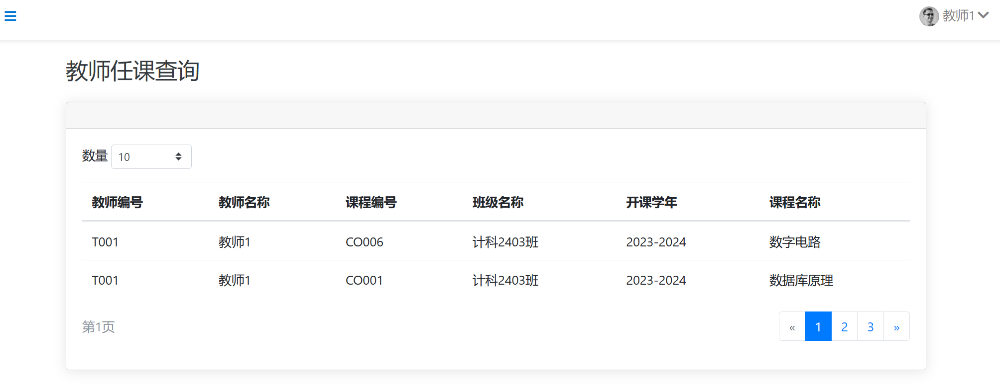 教师1
教师任课查询
数量 10
教师编号 教师名称 课程编号 班级名称 开课学年 课程名称
T001 教师1 CO006 计科2403班 2023-2024 数字电路
T001 教师1 CO001 计科2403班 2023-2024 数据库原理
第1页 « 1 2 3 »